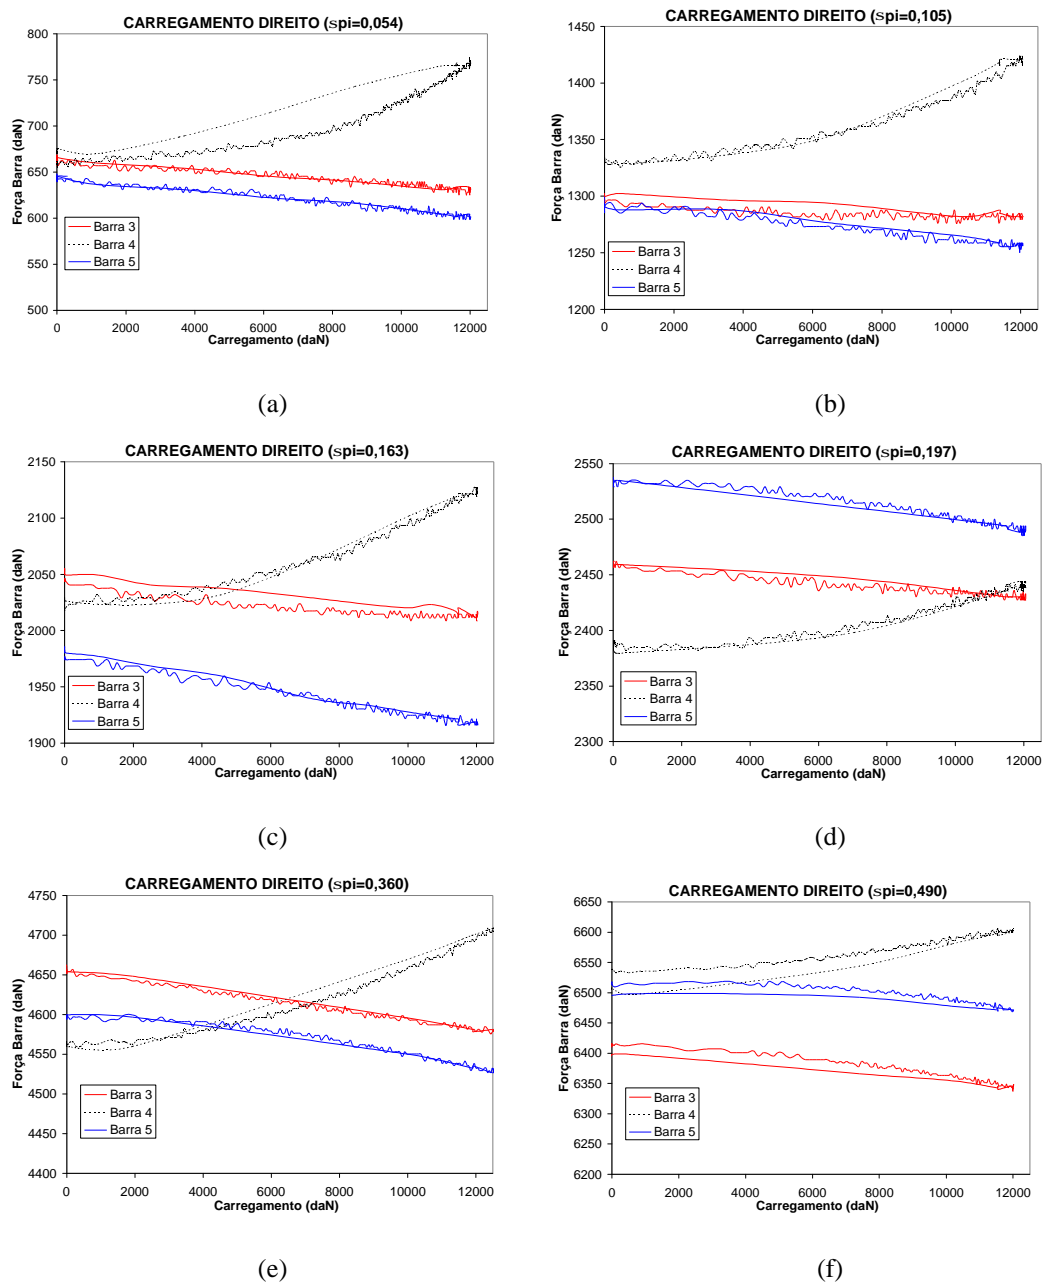 CARREGAMENTO DIREITO (spi=0,054)
800
750
700
650
600
550
500
Força Barra (daN)
Barra 3
Barra 4
Barra 5
0 2000 4000 6000 8000 10000 12000
Carregamento (daN)
(a)
CARREGAMENTO DIREITO (spi=0,105)
1450
1400
1350
1300
1250
1200
Força Barra (daN)
Barra 3
Barra 4
Barra 5
0 2000 4000 6000 8000 10000 12000
Carregamento (daN)
(b)
CARREGAMENTO DIREITO (spi=0,163)
2150
2100
2050
2000
1950
1900
Força Barra (daN)
Barra 3
Barra 4
Barra 5
0 2000 4000 6000 8000 10000 12000
Carregamento (daN)
(c)
CARREGAMENTO DIREITO (spi=0,197)
2550
2500
2450
2400
2350
2300
Força Barra (daN)
Barra 3
Barra 4
Barra 5
0 2000 4000 6000 8000 10000 12000
Carregamento (daN)
(d)
CARREGAMENTO DIREITO (spi=0,360)
4750
4700
4650
4600
4550
4500
4450
4400
Força Barra (daN)
Barra 3
Barra 4
Barra 5
0 2000 4000 6000 8000 10000 12000
Carregamento (daN)
(e)
CARREGAMENTO DIREITO (spi=0,490)
6650
6600
6550
6500
6450
6400
6350
6300
6250
6200
Força Barra (daN)
Barra 3
Barra 4
Barra 5
0 2000 4000 6000 8000 10000 12000
Carregamento (daN)
(f)